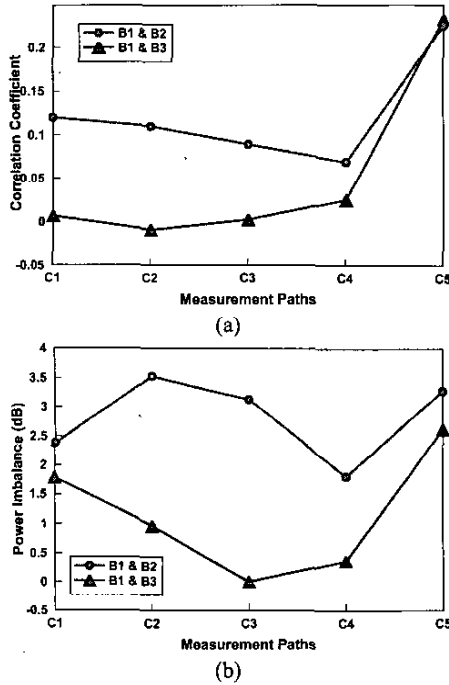 0.2
0.15
0.1
0.05
0
-0.05
Correlation Coefficient
B1 & B2
B1 & B3
C1 C2 C3 C4 C5
Measurement Paths
(a)
4
3.5
3
2.5
2
1.5
1
0.5
0
-0.5
Power Imbalance (dB)
B1 & B2
B1 & B3
C1 C2 C3 C4 C5
Measurement Paths
(b)